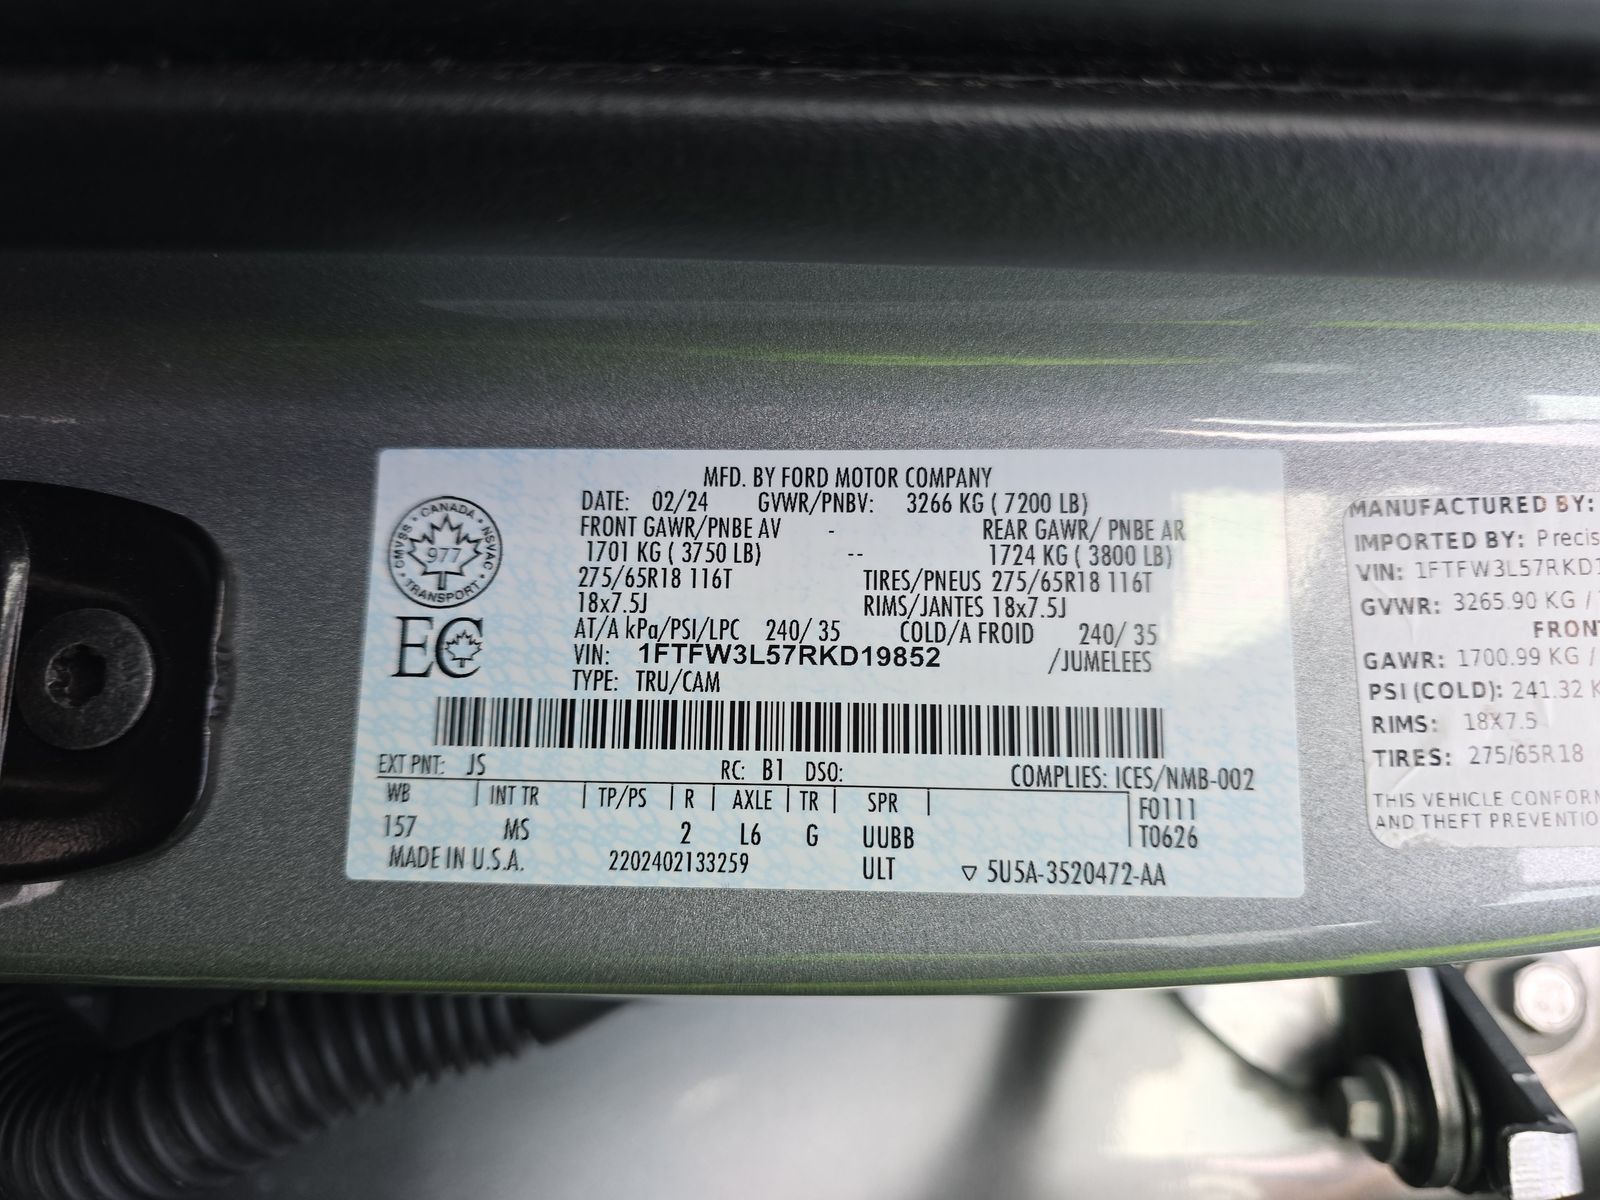 MFD. BY FORD MOTOR COMPANY
DATE: 02/24 GVWR/PNBV: 3266 KG ( 7200 LB)
FRONT GAWR/PNBE AV - REAR GAWR/ PNBE AR
1701 KG ( 3750 LB) -- 1724 KG ( 3800 LB)
275/65R18 116T TIRES/PNEUS 275/65R18 116T
18x7.5J RIMS/JANTES 18x7.5J
AT/A kPa/PSI/LPC 240/ 35 COLD/A FROID 240/ 35
VIN: 1FTFW3L57RKD19852 /JUMELEES
TYPE: TRU/CAM
CANADA
CMVSS NSVAC
977
TRANSPORT
EC
EXT PNT: JS RC: B1 DSO: COMPLIES: ICES/NMB-002
WB | INT TR | TP/PS | R | AXLE | TR | SPR | F0111
157 MS 2 L6 G UUBB T0626
MADE IN U.S.A. 2202402133259 ULT ▽ 5U5A-3520472-AA
MANUFACTURED BY:
IMPORTED BY: Precis
VIN: 1FTFW3L57RKD1
GVWR: 3265.90 KG /
FRONT
GAWR: 1700.99 KG /
PSI (COLD): 241.32 K
RIMS: 18X7.5
TIRES: 275/65R18
THIS VEHICLE CONFORM
AND THEFT PREVENTIO